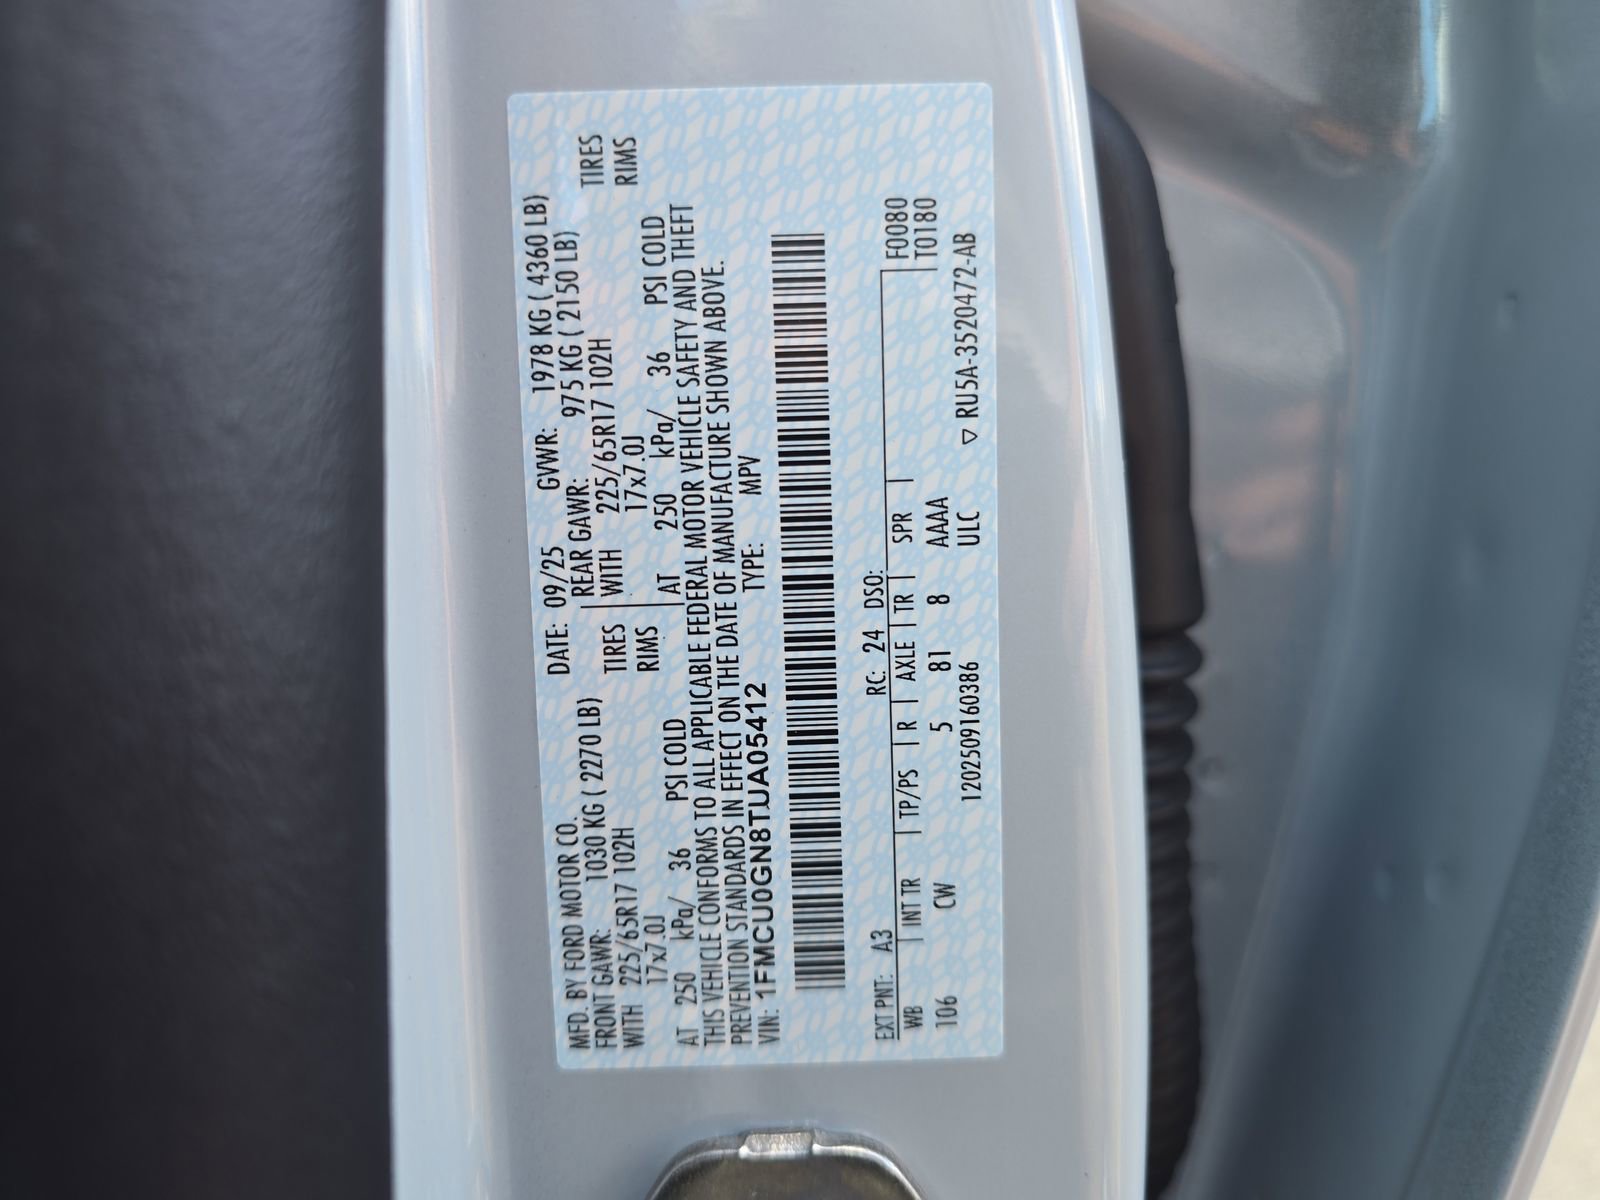 MFD. BY FORD MOTOR CO. DATE: 09/25 GVWR: 1978 KG ( 4360 LB)
FRONT GAWR: 1030 KG ( 2270 LB) REAR GAWR: 975 KG ( 2150 LB)
WITH 225/65R17 102H TIRES WITH 225/65R17 102H TIRES
17x7.0J RIMS 17x7.0J RIMS
AT 250 kPa/ 36 PSI COLD AT 250 kPa/ 36 PSI COLD
THIS VEHICLE CONFORMS TO ALL APPLICABLE FEDERAL MOTOR VEHICLE SAFETY AND THEFT
PREVENTION STANDARDS IN EFFECT ON THE DATE OF MANUFACTURE SHOWN ABOVE.
VIN: 1FMCU0GN8TUA05412 TYPE: MPV
EXT PNT: A3 RC: 24 DSO: F0080
WB INT TR TP/PS R AXLE TR SPR T0180
106 CW 5 81 8 AAAA
1202509160386 ULC ▽ RU5A-3520472-AB